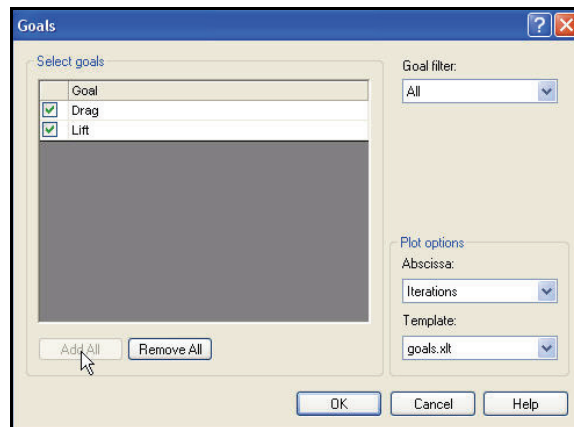 Goals
Select goals
Goal
Drag
Lift
Add All
Remove All
Goal filter:
All
Plot options
Abscissa:
Iterations
Template:
goals.xlt
OK
Cancel
Help